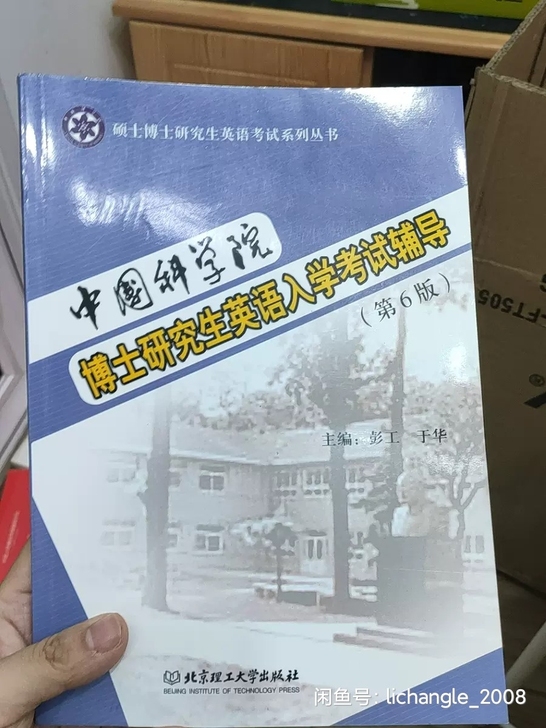 硕士博士研究生英语考试系列丛书
中国科学院
博士研究生英语入学考试辅导
（第6版）
主编：彭工 于华
北京理工大学出版社
BEIJING INSTITUTE OF TECHNOLOGY PRESS
FT505
闲鱼号：lichangle_2008